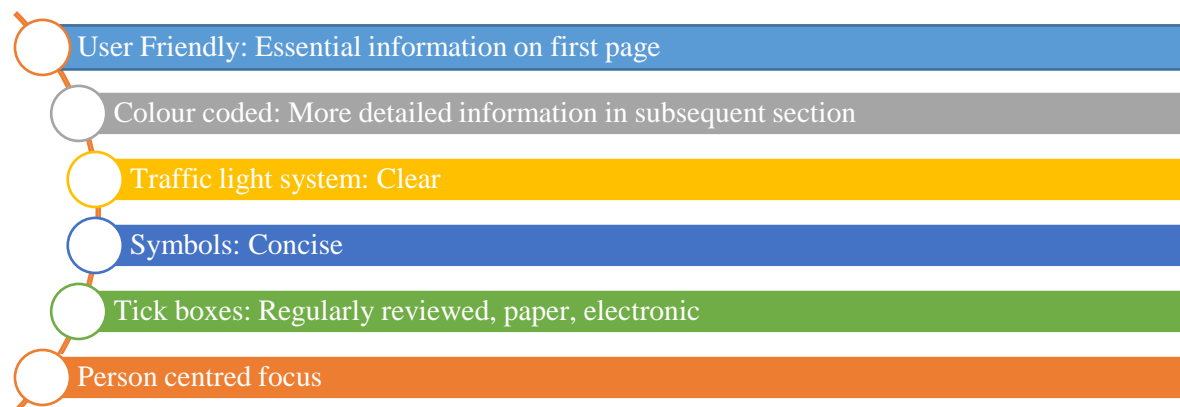 User Friendly: Essential information on first page
Colour coded: More detailed information in subsequent section
Traffic light system: Clear
Symbols: Concise
Tick boxes: Regularly reviewed, paper, electronic
Person centred focus